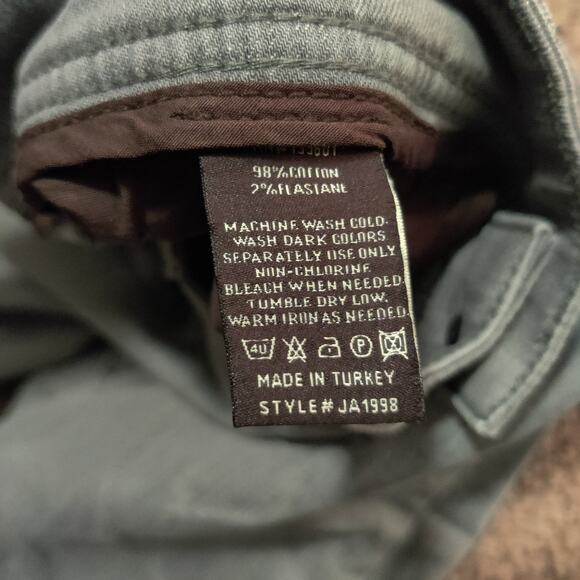 98%COTTON
2%ELASTANE
MACHINE WASH COLD.
WASH DARK COLORS
SEPARATELY USE ONLY
NON-CHLORINE
BLEACH WHEN NEEDED.
TUMBLE DRY LOW.
WARM IRON AS NEEDED.
40 P
MADE IN TURKEY
STYLE# JA1998